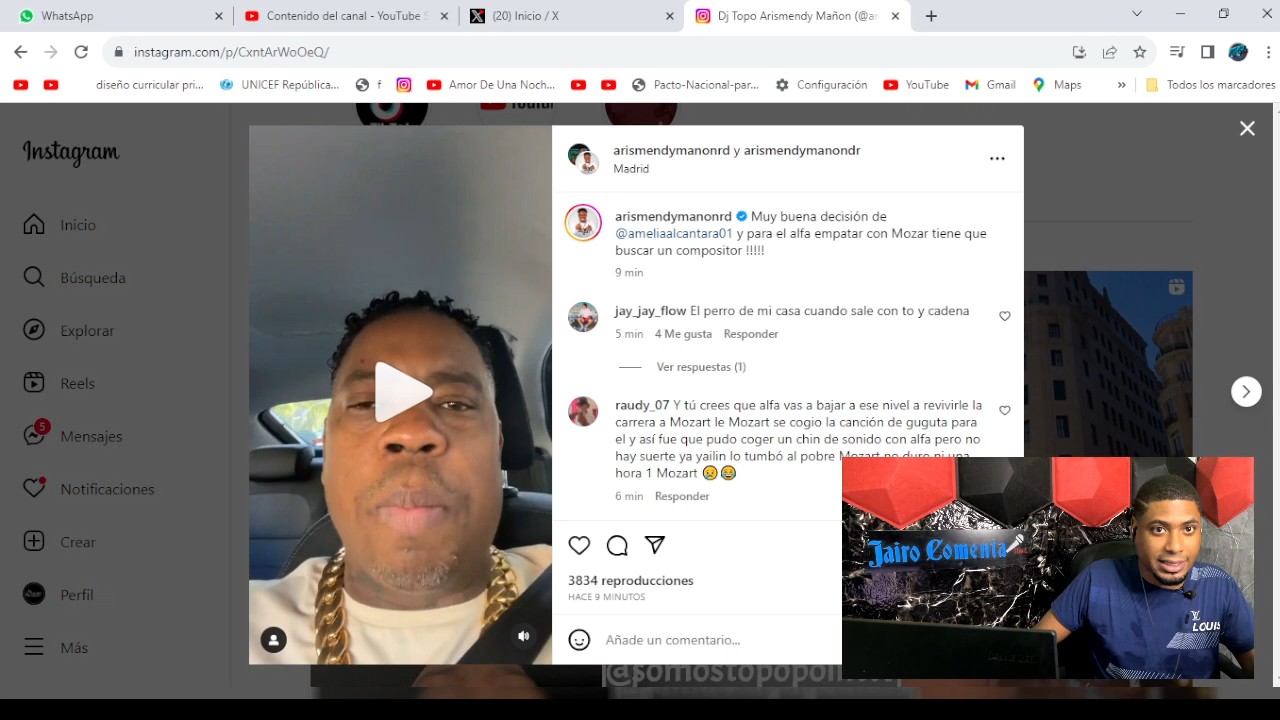 WhatsApp
Contenido del canal - YouTube S
(20) Inicio / X
Dj Topo Arismendy Mañon (@ar
instagram.com/p/CxntArWoOeQ/
diseño curricular pri...
UNICEF República...
f
Amor De Una Noch...
Pacto-Nacional-par...
Configuración
YouTube
Gmail
Maps
»
Todos los marcadores
Instagram
Inicio
Búsqueda
Explorar
Reels
5
Mensajes
Notificaciones
Crear
Perfil
Más
arismendymanonrd y arismendymanondr
Madrid
arismendymanonrd Muy buena decisión de
@ameliaalcantara01 y para el alfa empatar con Mozar tiene que
buscar un compositor !!!!!
9 min
jay_jay_flow El perro de mi casa cuando sale con to y cadena
5 min 4 Me gusta Responder
Ver respuestas (1)
raudy_07 Y tú crees que alfa vas a bajar a ese nivel a revivirle la
carrera a Mozart le Mozart se cogio la canción de guguta para
el y así fue que pudo coger un chin de sonido con alfa pero no
hay suerte ya yailin lo tumbó al pobre Mozart no duro ni una
hora 1 Mozart 😥😂
6 min Responder
3834 reproducciones
HACE 9 MINUTOS
Añade un comentario...
Jairo Comenta
LOUIS